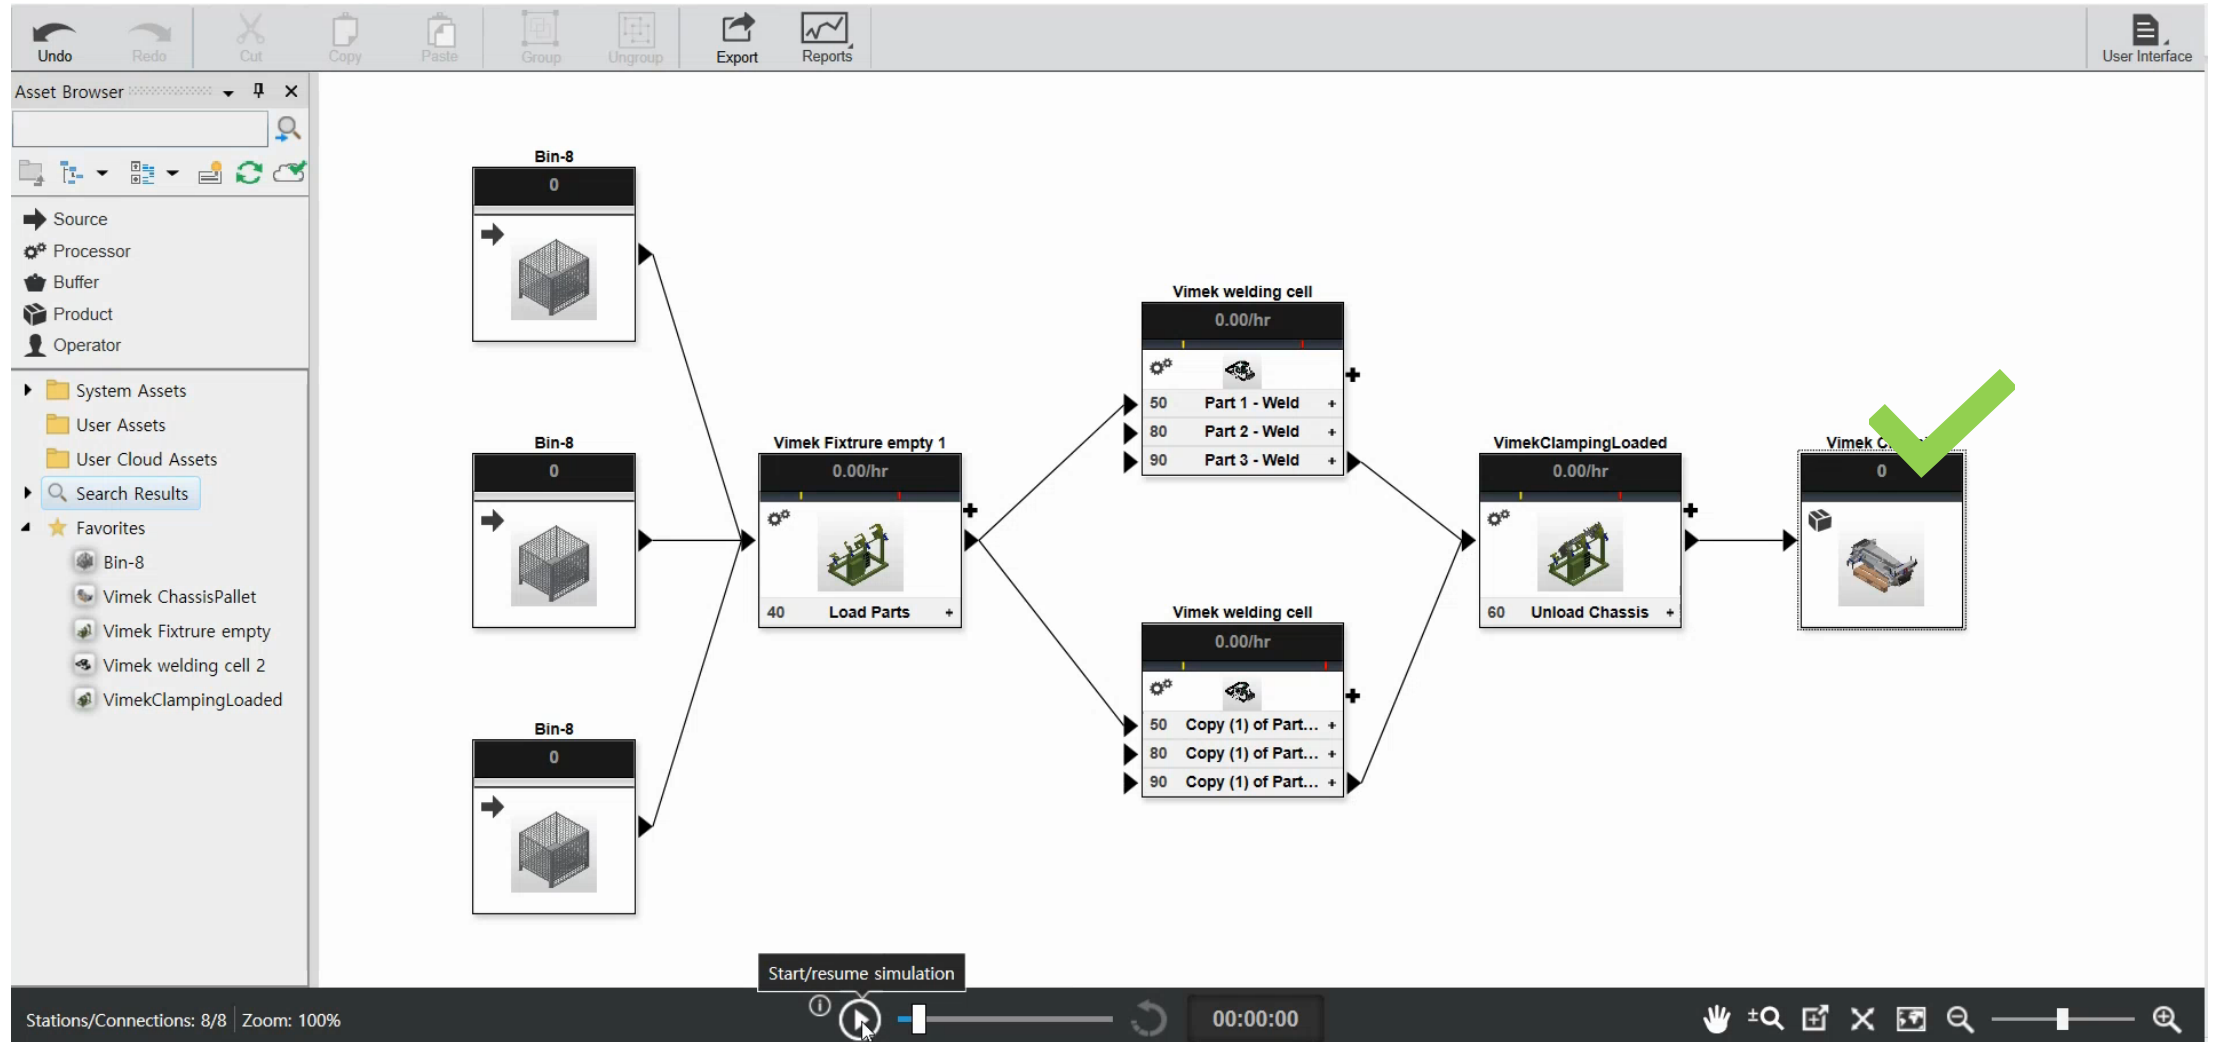 Undo
Redo
Cut
Copy
Paste
Group
Ungroup
Export
Reports
User Interface
Asset Browser
Source
Processor
Buffer
Product
Operator
System Assets
User Assets
User Cloud Assets
Search Results
Favorites
Bin-8
Vimek ChassisPallet
Vimek Fixtrure empty
Vimek welding cell 2
VimekClampingLoaded
Bin-8
0
Bin-8
0
Bin-8
0
Vimek Fixtrure empty 1
0.00/hr
40 Load Parts +
Vimek welding cell
0.00/hr
50 Part 1 - Weld +
80 Part 2 - Weld +
90 Part 3 - Weld +
Vimek welding cell
0.00/hr
50 Copy (1) of Part... +
80 Copy (1) of Part... +
90 Copy (1) of Part... +
VimekClampingLoaded
0.00/hr
60 Unload Chassis +
Vimek
0
Start/resume simulation
Stations/Connections: 8/8 Zoom: 100%
00:00:00